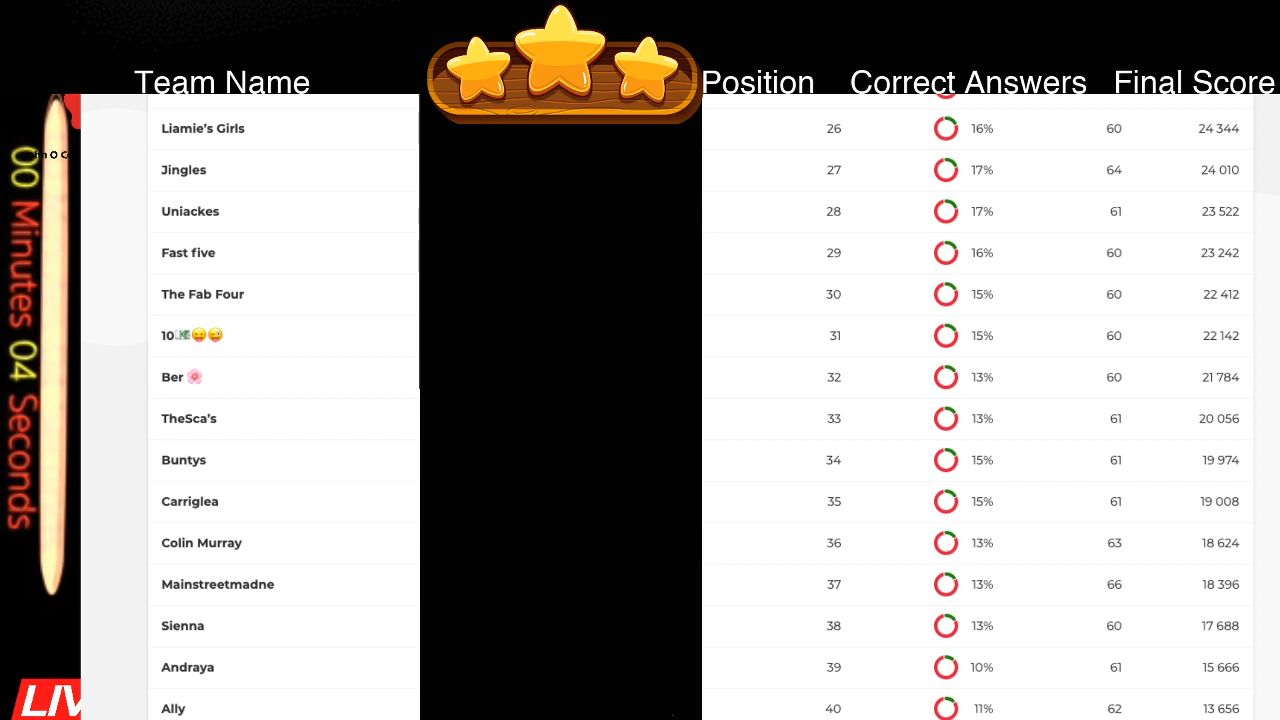 Team Name Position Correct Answers Final Score
Liamie's Girls 26 16% 60 24 344
Jingles 27 17% 64 24 010
Uniackes 28 17% 61 23 522
Fast five 29 16% 60 23 242
The Fab Four 30 15% 60 22 412
10💵😛😜 31 15% 60 22 142
Ber 🌸 32 13% 60 21 784
TheSca's 33 13% 61 20 056
Buntys 34 15% 61 19 974
Carriglea 35 15% 61 19 008
Colin Murray 36 13% 63 18 624
Mainstreetmadne 37 13% 66 18 396
Sienna 38 13% 60 17 688
Andraya 39 10% 61 15 666
Ally 40 11% 62 13 656
00 Minutes 04 Seconds
LIV